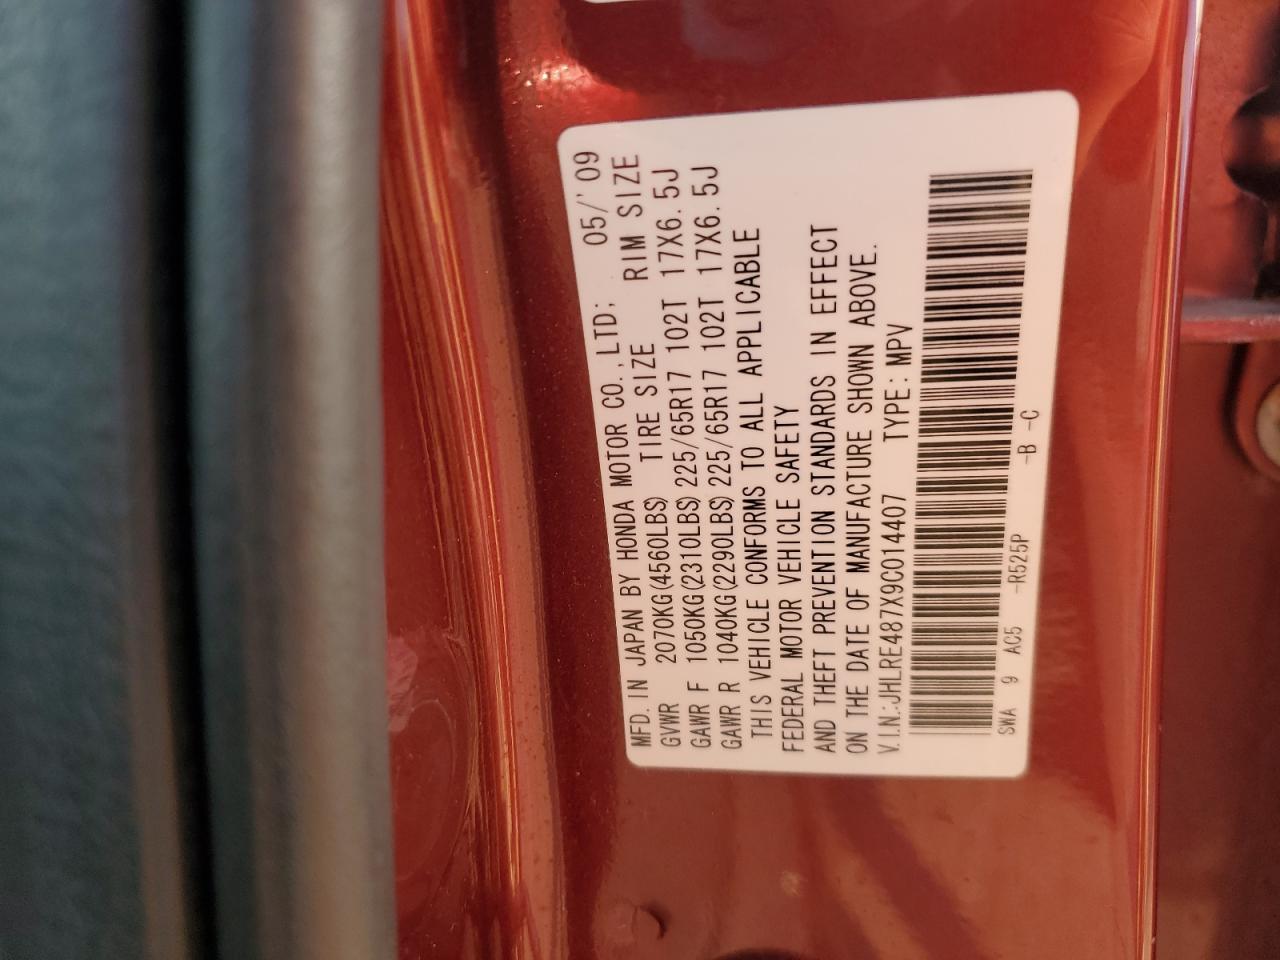 MFD. IN JAPAN BY HONDA MOTOR CO., LTD; 05/'09
GVWR 2070KG(4560LBS) TIRE SIZE RIM SIZE
GAWR F 1050KG(2310LBS) 225/65R17 102T 17X6.5J
GAWR R 1040KG(2290LBS) 225/65R17 102T 17X6.5J
THIS VEHICLE CONFORMS TO ALL APPLICABLE
FEDERAL MOTOR VEHICLE SAFETY
AND THEFT PREVENTION STANDARDS IN EFFECT
ON THE DATE OF MANUFACTURE SHOWN ABOVE.
V.I.N.:JHLRE487X9C014407 TYPE: MPV
SWA 9 AC5 -R525P -B -C